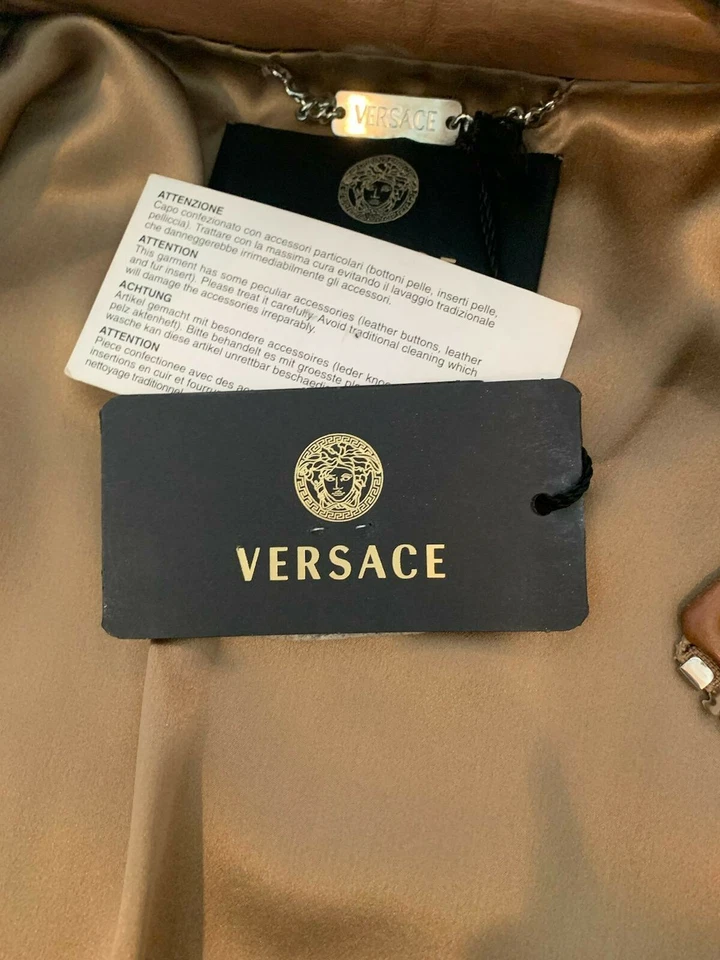 VERSACE
ATTENZIONE
Capo confezionato con accessori particolari (bottoni pelle, inserti pelle,
pelliccia). Trattare con la massima cura evitando il lavaggio tradizionale
che danneggerebbe irrimediabilmente gli accessori.
ATTENTION
This garment has some peculiar accessories (leather buttons, leather
and fur insert). Please treat it carefully. Avoid traditional cleaning which
will damage the accessories irreparably.
ACHTUNG
Artikel gemacht mit besondere accessoires (leder
pelz aktenheft). Bitte behandelt es mit groesste
wasche kan diese artikel unrettbar
ATTENTION
Piece confectionee avec des
insertions en cuir et
nettoyage traditionnel
VERSACE